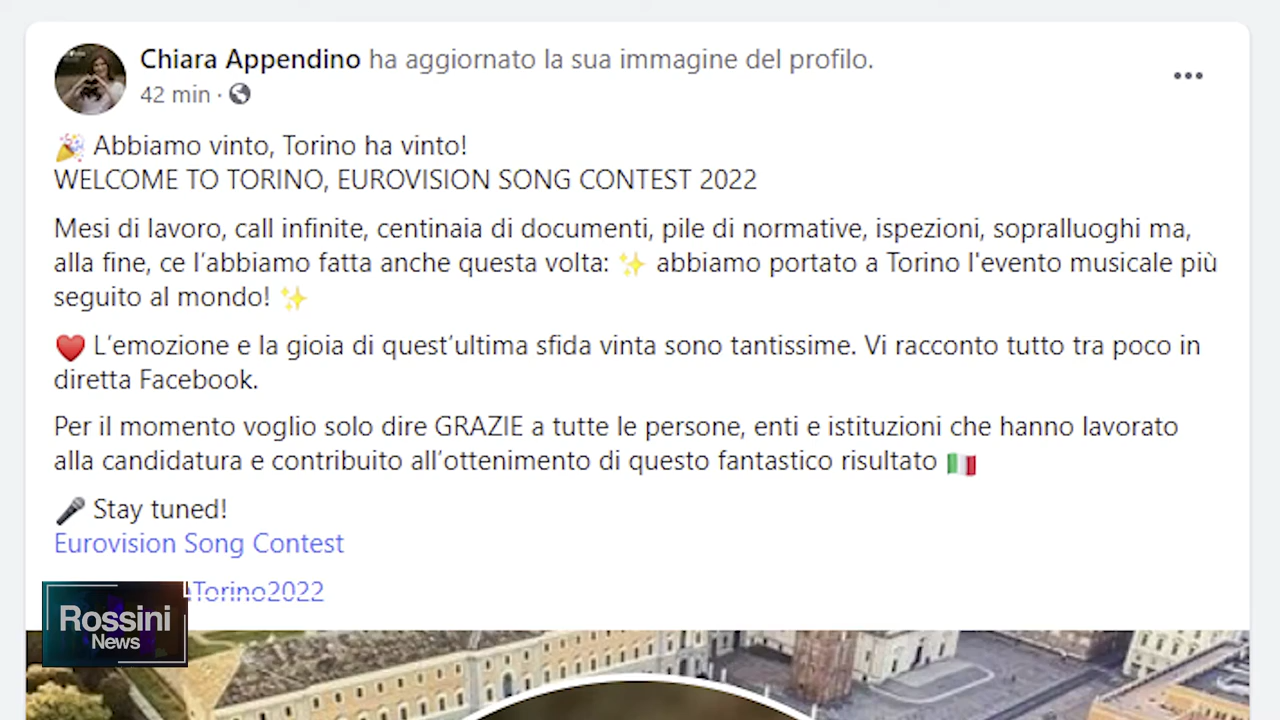 Chiara Appendino ha aggiornato la sua immagine del profilo.
42 min ·
🎉 Abbiamo vinto, Torino ha vinto!
WELCOME TO TORINO, EUROVISION SONG CONTEST 2022
Mesi di lavoro, call infinite, centinaia di documenti, pile di normative, ispezioni, sopralluoghi ma,
alla fine, ce l’abbiamo fatta anche questa volta: ✨ abbiamo portato a Torino l'evento musicale più
seguito al mondo! ✨
❤️ L’emozione e la gioia di quest’ultima sfida vinta sono tantissime. Vi racconto tutto tra poco in
diretta Facebook.
Per il momento voglio solo dire GRAZIE a tutte le persone, enti e istituzioni che hanno lavorato
alla candidatura e contribuito all’ottenimento di questo fantastico risultato 🇮🇹
🎤 Stay tuned!
Eurovision Song Contest
Torino2022
Rossini
News